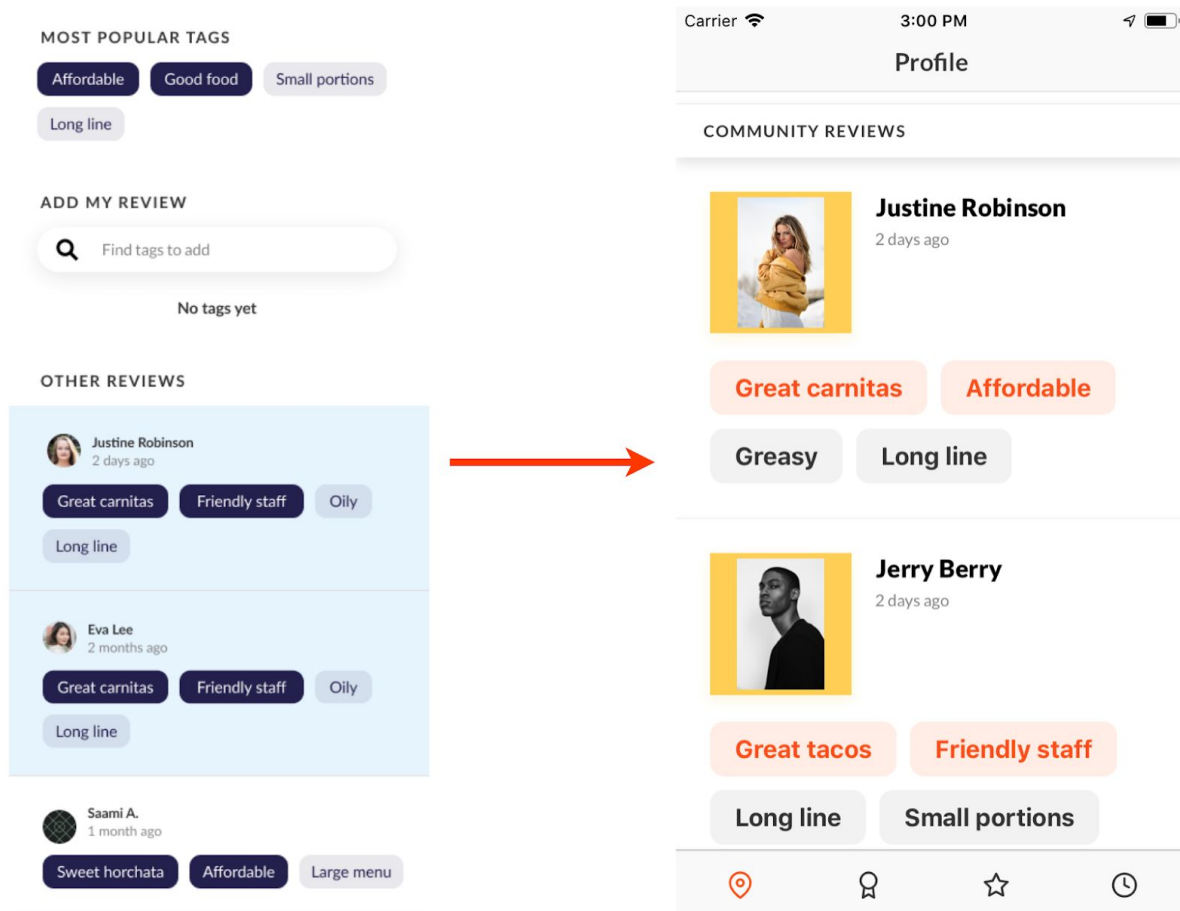 MOST POPULAR TAGS
Affordable Good food Small portions
Long line
ADD MY REVIEW
Find tags to add
No tags yet
OTHER REVIEWS
Justine Robinson
2 days ago
Great carnitas Friendly staff Oily
Long line
Eva Lee
2 months ago
Great carnitas Friendly staff Oily
Long line
Saami A.
1 month ago
Sweet horchata Affordable Large menu
Carrier 3:00 PM
Profile
COMMUNITY REVIEWS
Justine Robinson
2 days ago
Great carnitas Affordable
Greasy Long line
Jerry Berry
2 days ago
Great tacos Friendly staff
Long line Small portions